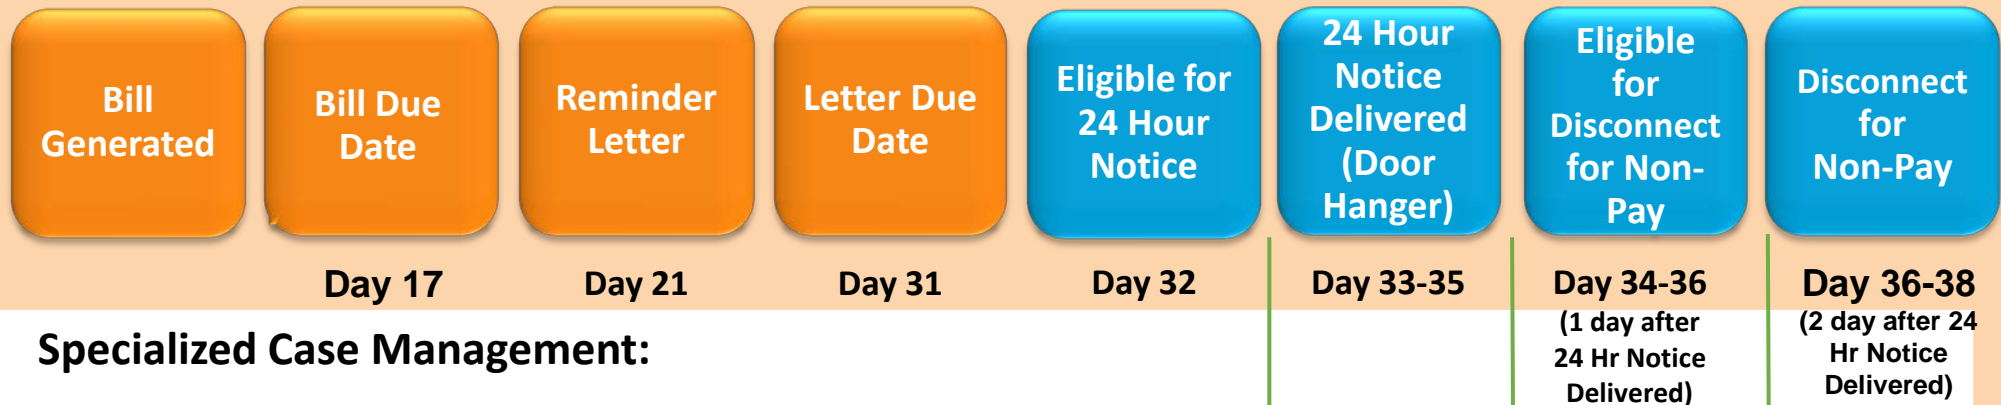 Bill
Generated
Bill Due
Date
Reminder
Letter
Letter Due
Date
Eligible for
24 Hour
Notice
24 Hour
Notice
Delivered
(Door
Hanger)
Eligible
for
Disconnect
for Non-
Pay
Disconnect
for
Non-Pay
Day 17
Day 21
Day 31
Day 32
Day 33-35
Day 34-36
(1 day after
24 Hr Notice
Delivered)
Day 36-38
(2 day after 24
Hr Notice
Delivered)
Specialized Case Management: